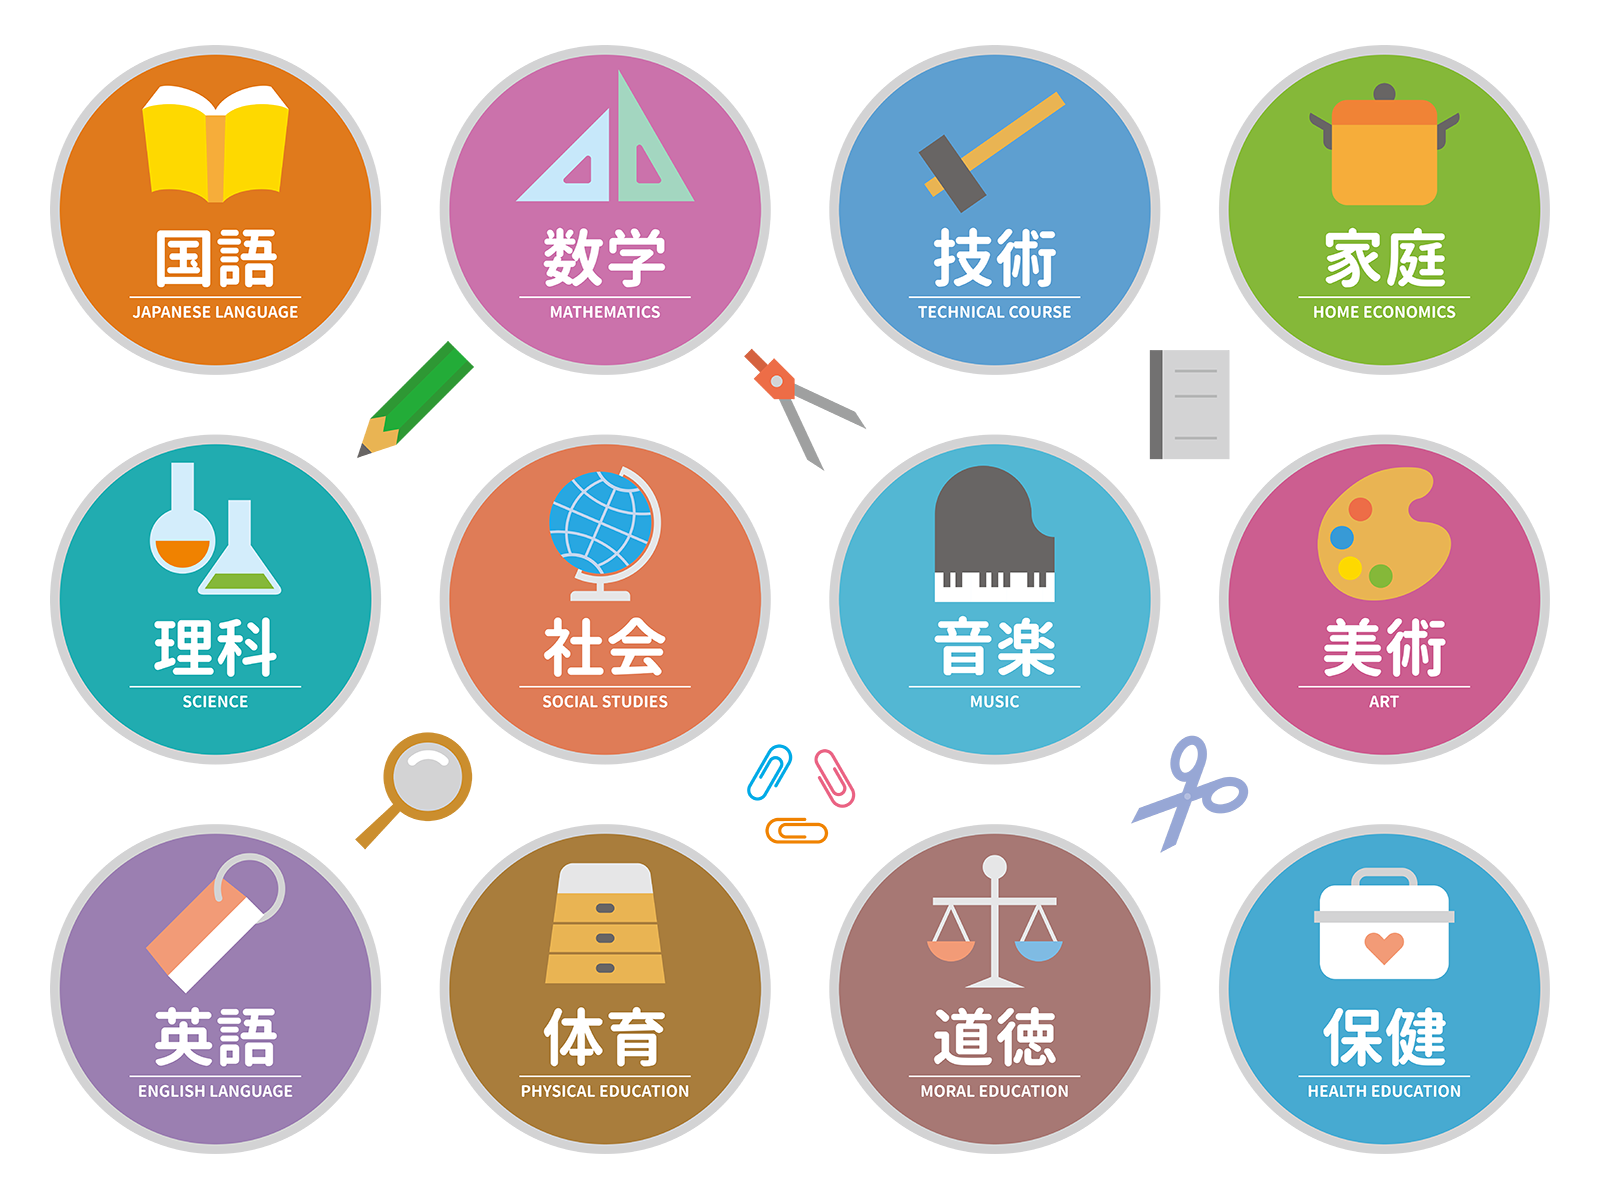 国語
JAPANESE LANGUAGE
数学
MATHEMATICS
技術
TECHNICAL COURSE
家庭
HOME ECONOMICS
理科
SCIENCE
社会
SOCIAL STUDIES
音楽
MUSIC
美術
ART
英語
ENGLISH LANGUAGE
体育
PHYSICAL EDUCATION
道徳
MORAL EDUCATION
保健
HEALTH EDUCATION